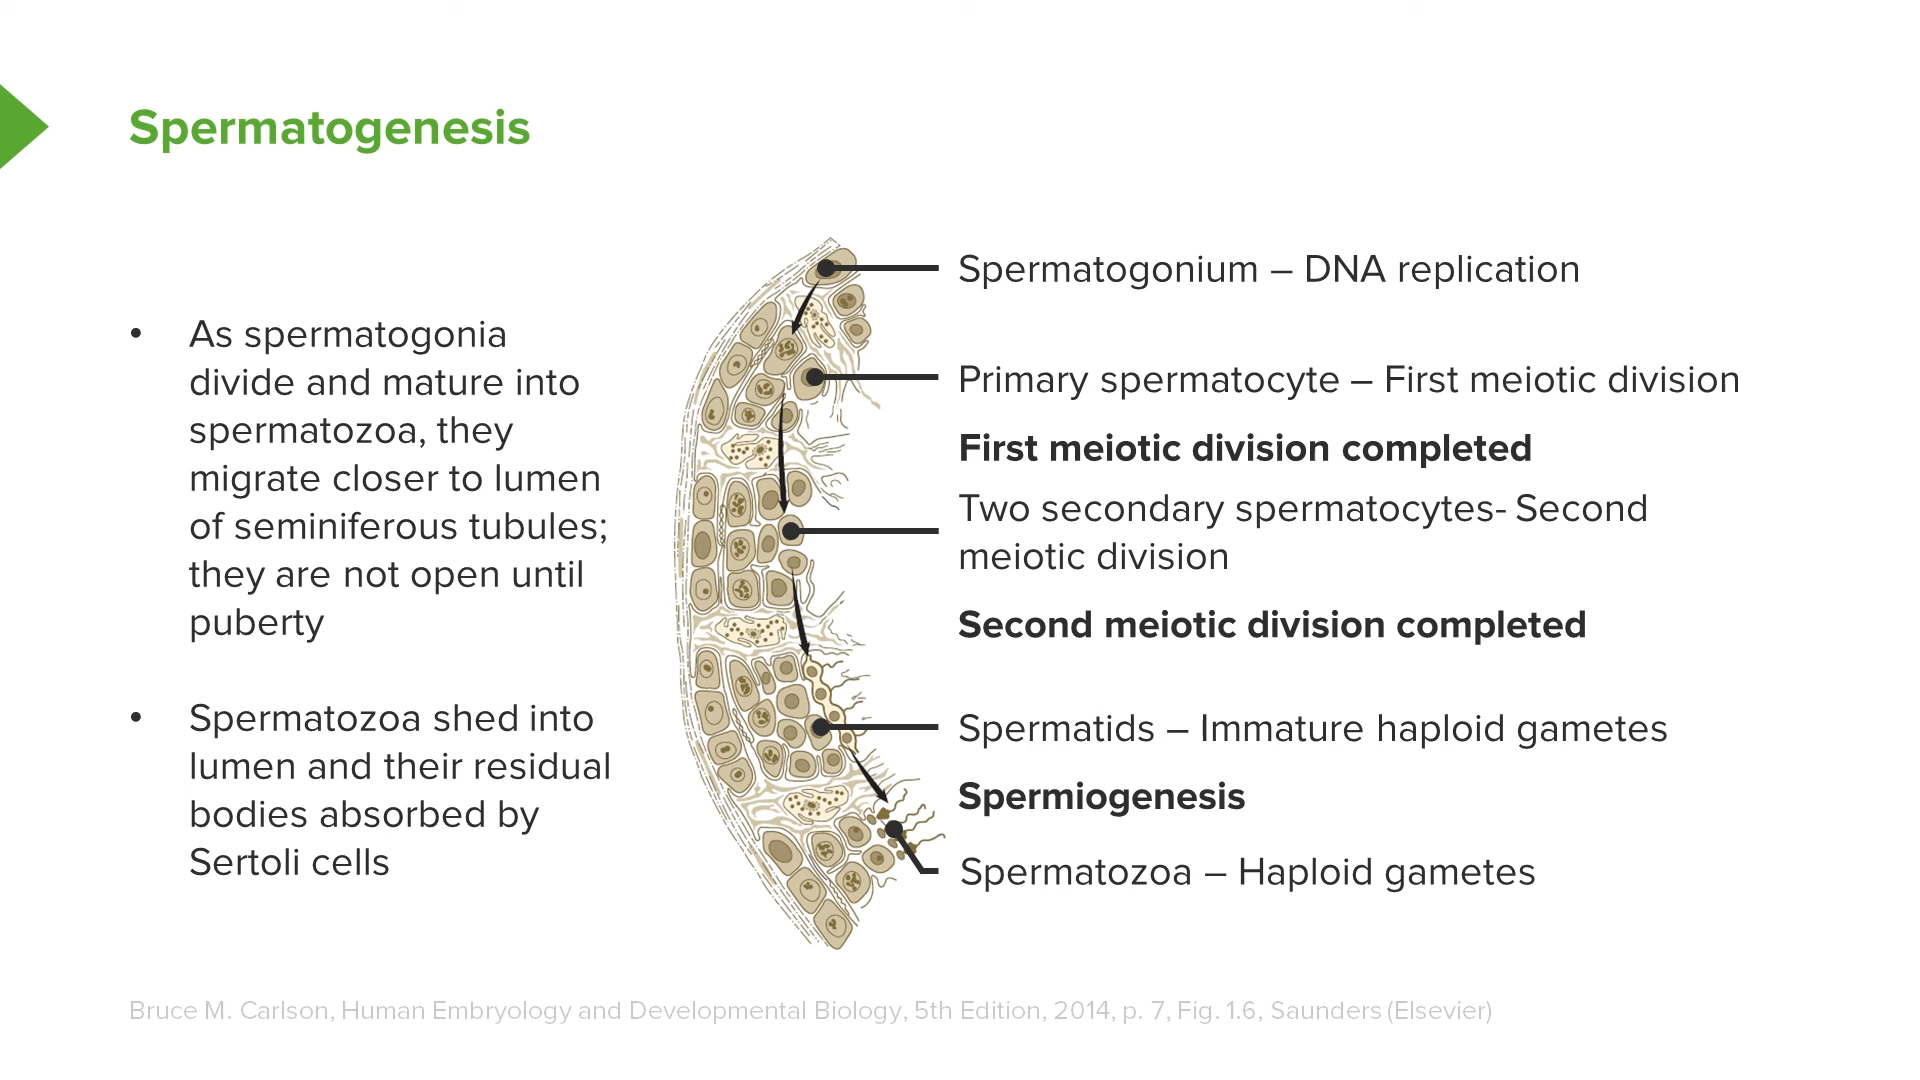 Spermatogenesis
• As spermatogonia
divide and mature into
spermatozoa, they
migrate closer to lumen
of seminiferous tubules;
they are not open until
puberty
• Spermatozoa shed into
lumen and their residual
bodies absorbed by
Sertoli cells
Spermatogonium – DNA replication
Primary spermatocyte – First meiotic division
First meiotic division completed
Two secondary spermatocytes- Second
meiotic division
Second meiotic division completed
Spermatids – Immature haploid gametes
Spermiogenesis
Spermatozoa – Haploid gametes
Bruce M. Carlson, Human Embryology and Developmental Biology, 5th Edition, 2014, p. 7, Fig. 1.6, Saunders (Elsevier)